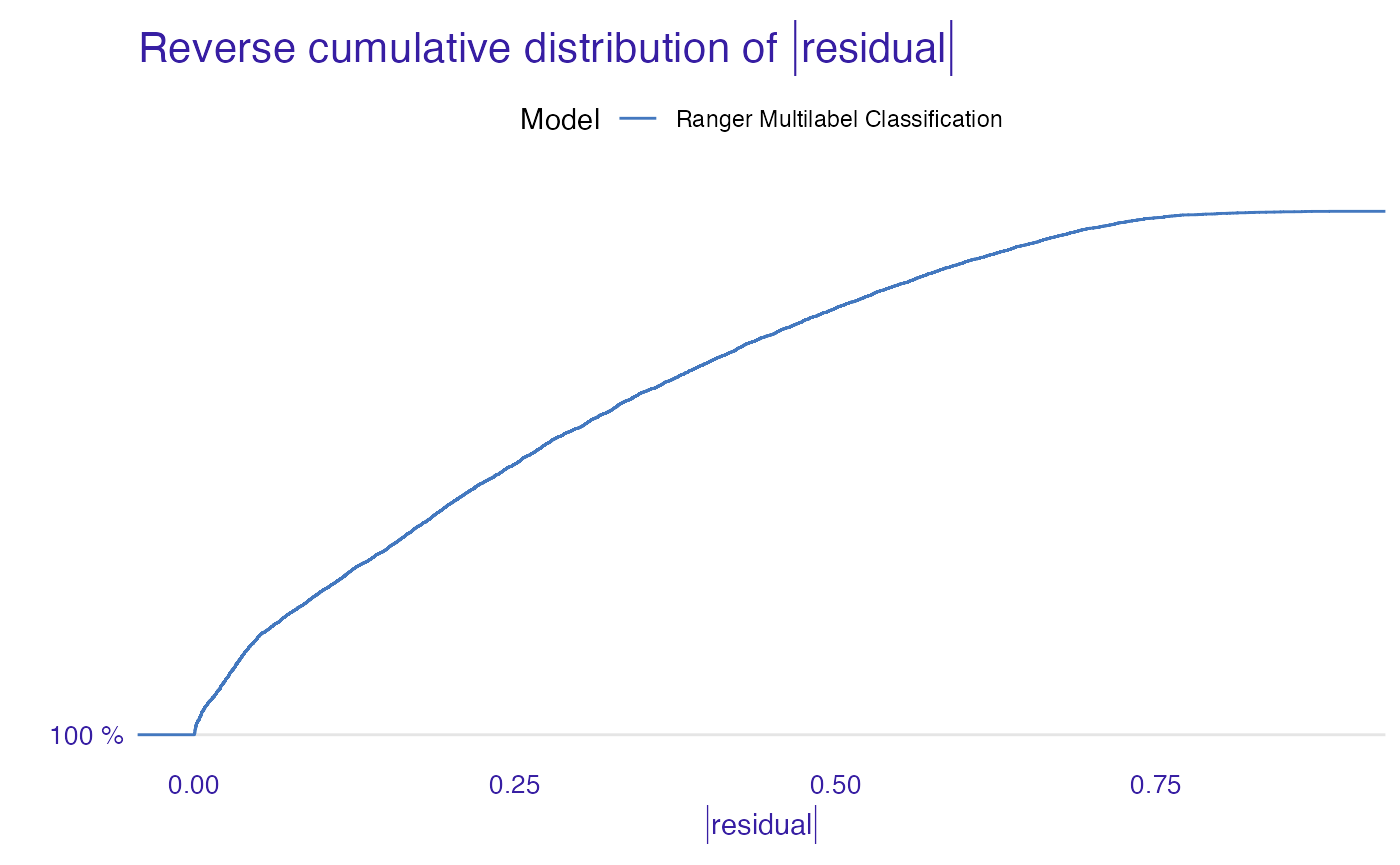 Reverse cumulative distribution of |residual|
Model Ranger Multilabel Classification
100 %
0.00 0.25 0.50 0.75
|residual|